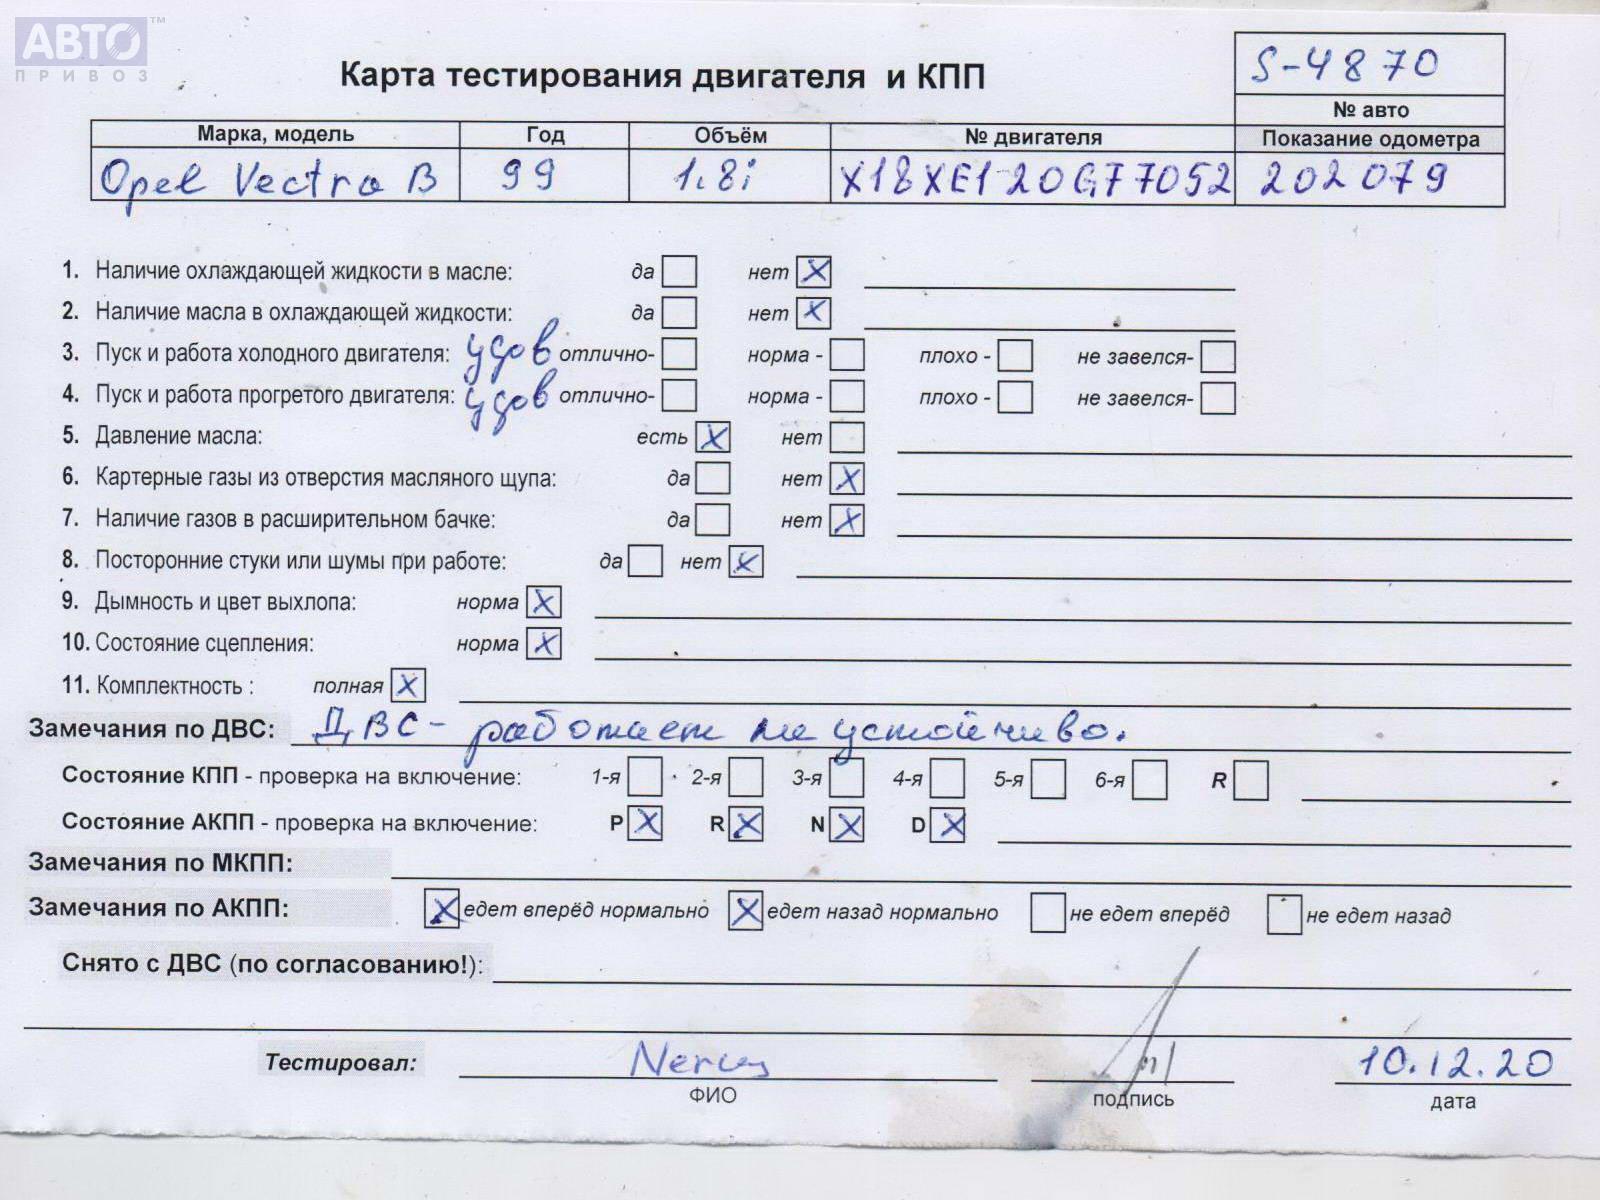 АВТО™
ПРИВОЗ
Карта тестирования двигателя и КПП
S-4870
№ авто
Марка, модель Год Объём № двигателя Показание одометра
Opel Vectra B 99 1.8i X18XE120G77052 202079
1. Наличие охлаждающей жидкости в масле: да нет X
2. Наличие масла в охлаждающей жидкости: да нет X
3. Пуск и работа холодного двигателя: удов отлично- норма - плохо - не завелся-
4. Пуск и работа прогретого двигателя: удов отлично- норма - плохо - не завелся-
5. Давление масла: есть X нет
6. Картерные газы из отверстия масляного щупа: да нет X
7. Наличие газов в расширительном бачке: да нет X
8. Посторонние стуки или шумы при работе: да нет X
9. Дымность и цвет выхлопа: норма X
10. Состояние сцепления: норма X
11. Комплектность : полная X
Замечания по ДВС: ДВС - работает не устойчиво.
Состояние КПП - проверка на включение: 1-я 2-я 3-я 4-я 5-я 6-я R
Состояние АКПП - проверка на включение: P X R X N X D X
Замечания по МКПП:
Замечания по АКПП: X едет вперёд нормально X едет назад нормально не едет вперёд не едет назад
Снято с ДВС (по согласованию!):
Тестировал: 10.12.20
ФИО подпись дата